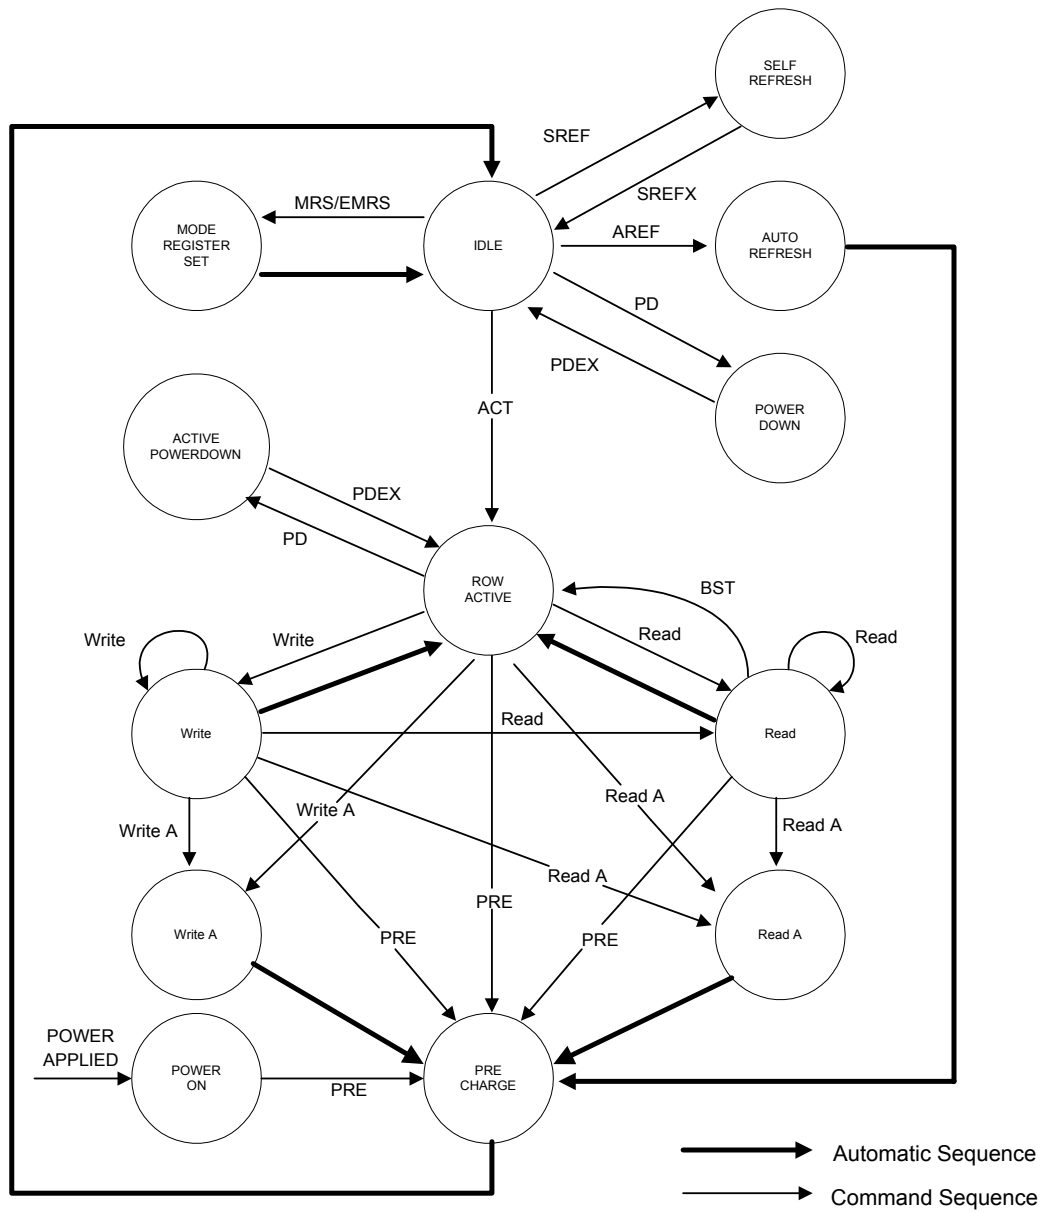 SELF
REFRESH
SREF
SREFX
MRS/EMRS
MODE
REGISTER
SET
IDLE
AREF
AUTO
REFRESH
PD
PDEX
POWER
DOWN
ACT
ACTIVE
POWERDOWN
PDEX
PD
ROW
ACTIVE
BST
Write
Write
Read
Read
Write
Read
Read
Write A
Write A
Read A
Read A
Read A
PRE
Write A
PRE
PRE
Read A
POWER
APPLIED
POWER
ON
PRE
PRE
CHARGE
Automatic Sequence
Command Sequence